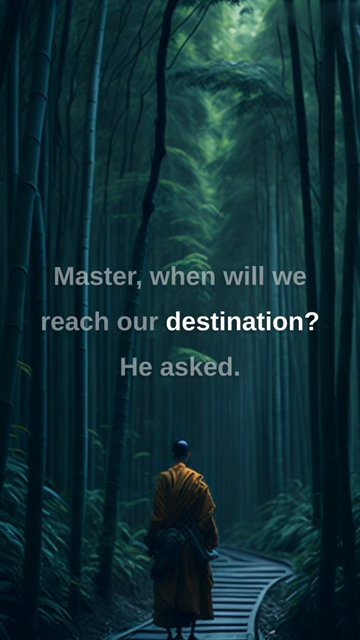 Master, when will we
reach our destination?
He asked.